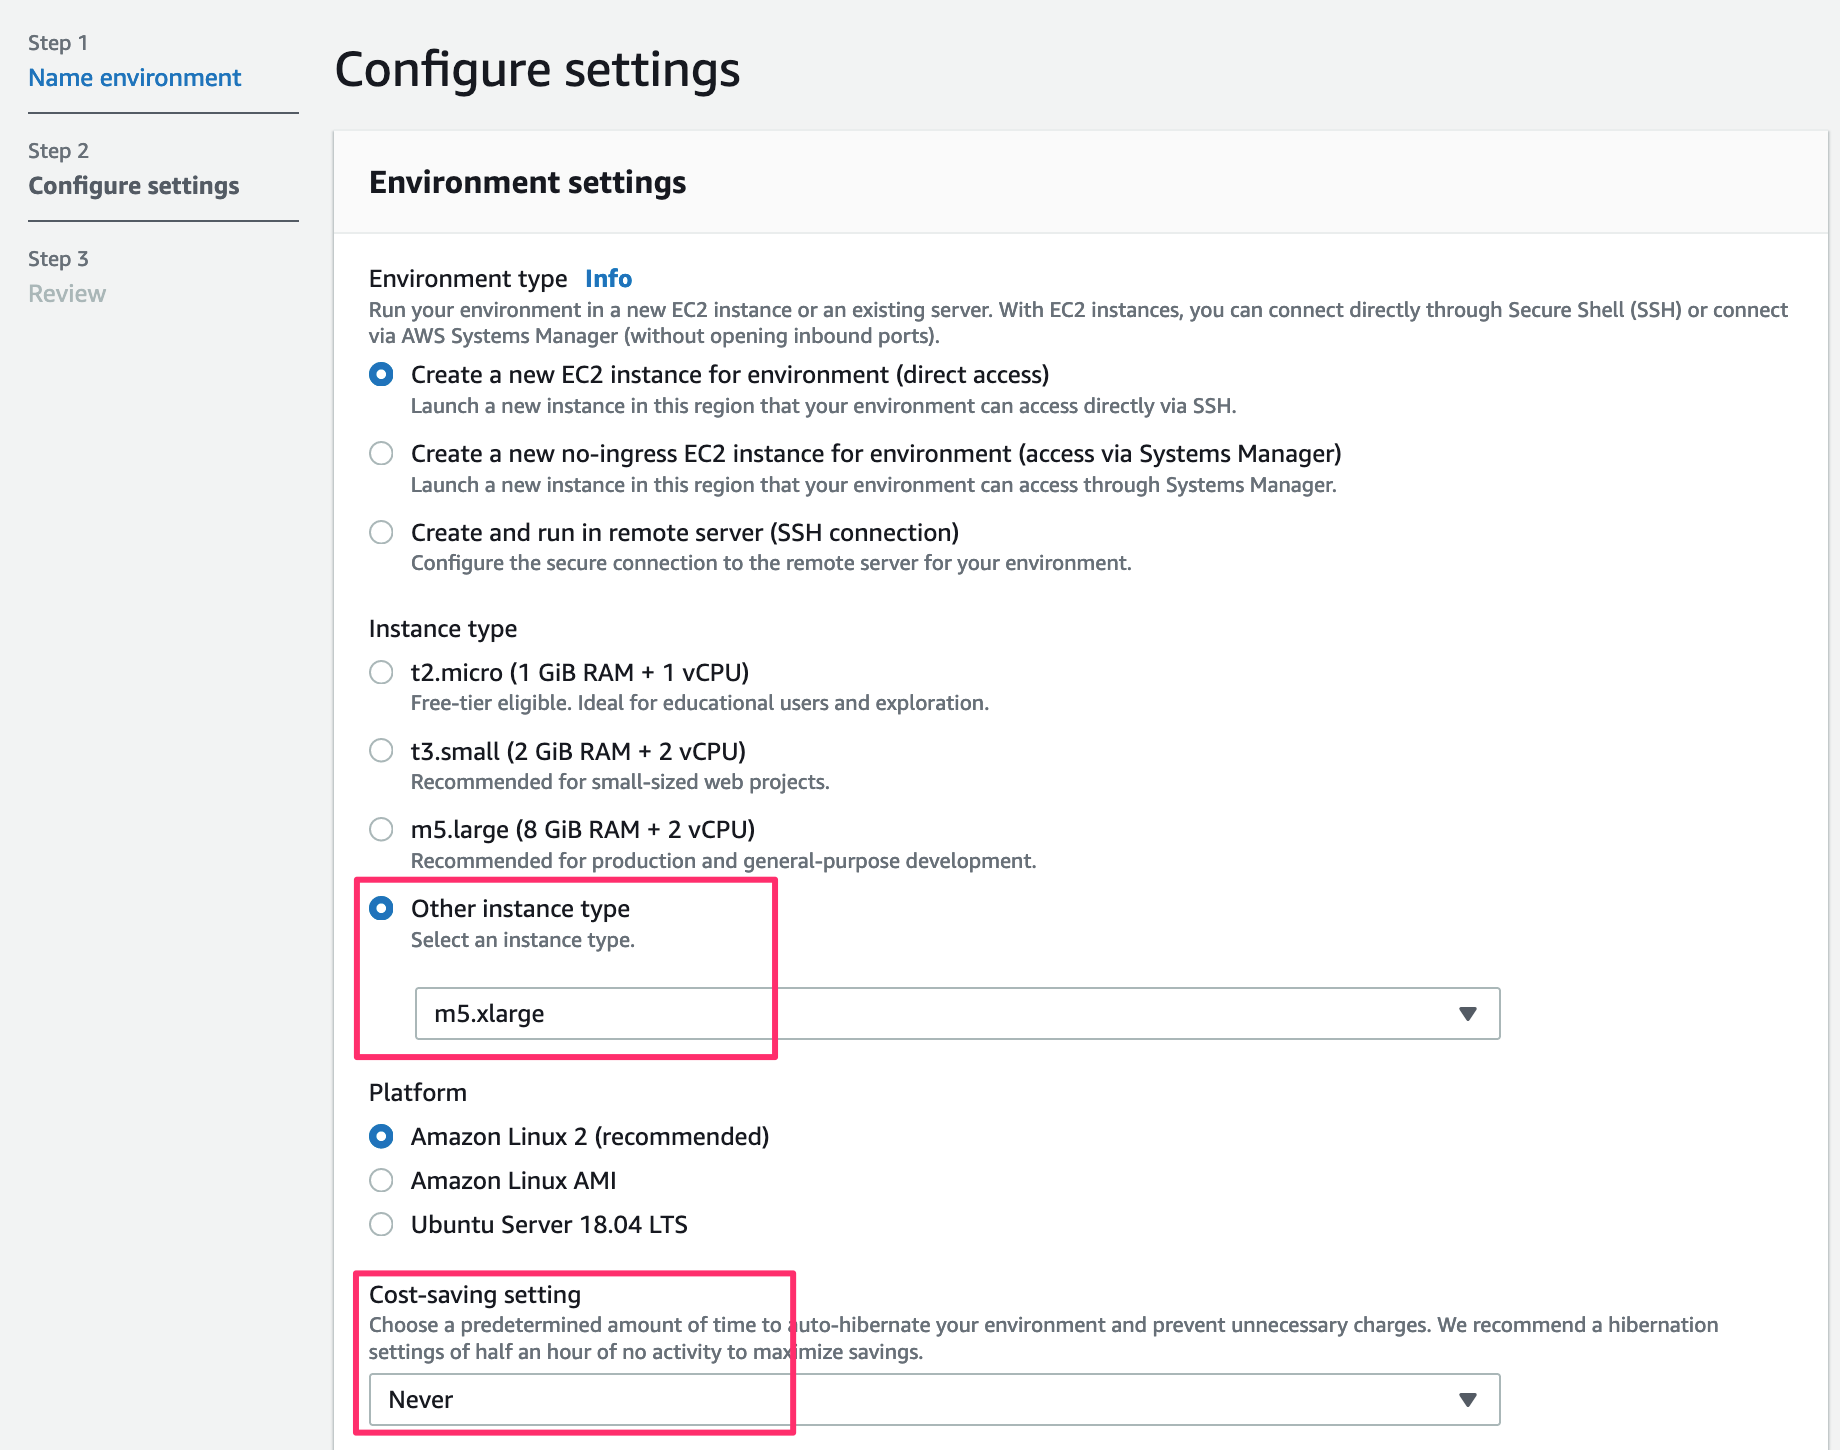 Step 1
Name environment
Step 2
Configure settings
Step 3
Review
Configure settings
Environment settings
Environment type Info
Run your environment in a new EC2 instance or an existing server. With EC2 instances, you can connect directly through Secure Shell (SSH) or connect
via AWS Systems Manager (without opening inbound ports).
Create a new EC2 instance for environment (direct access)
Launch a new instance in this region that your environment can access directly via SSH.
Create a new no-ingress EC2 instance for environment (access via Systems Manager)
Launch a new instance in this region that your environment can access through Systems Manager.
Create and run in remote server (SSH connection)
Configure the secure connection to the remote server for your environment.
Instance type
t2.micro (1 GiB RAM + 1 vCPU)
Free-tier eligible. Ideal for educational users and exploration.
t3.small (2 GiB RAM + 2 vCPU)
Recommended for small-sized web projects.
m5.large (8 GiB RAM + 2 vCPU)
Recommended for production and general-purpose development.
Other instance type
Select an instance type.
m5.xlarge
Platform
Amazon Linux 2 (recommended)
Amazon Linux AMI
Ubuntu Server 18.04 LTS
Cost-saving setting
Choose a predetermined amount of time to auto-hibernate your environment and prevent unnecessary charges. We recommend a hibernation
settings of half an hour of no activity to maximize savings.
Never